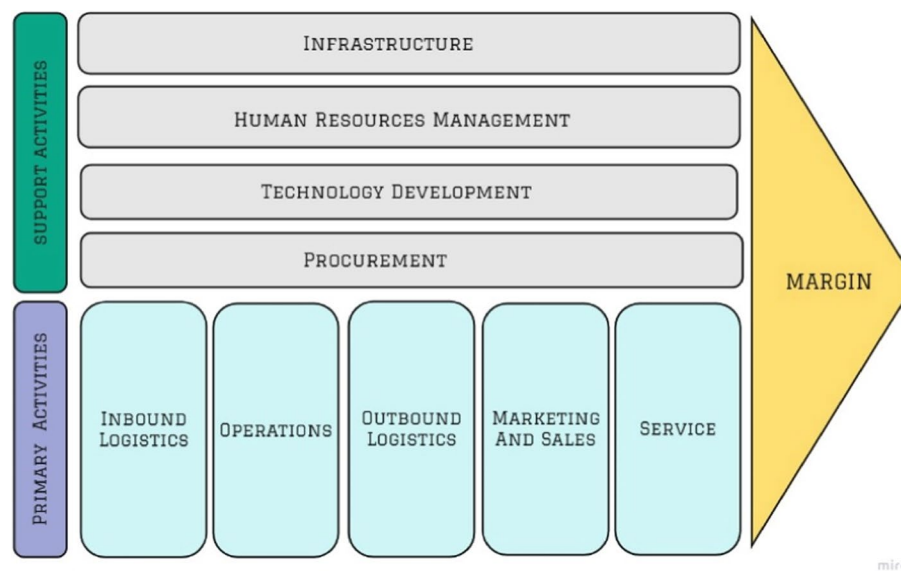 SUPPORT ACTIVITIES
INFRASTRUCTURE
HUMAN RESOURCES MANAGEMENT
TECHNOLOGY DEVELOPMENT
PROCUREMENT
MARGIN
PRIMARY ACTIVITIES
INBOUND
LOGISTICS
OPERATIONS
OUTBOUND
LOGISTICS
MARKETING
AND SALES
SERVICE